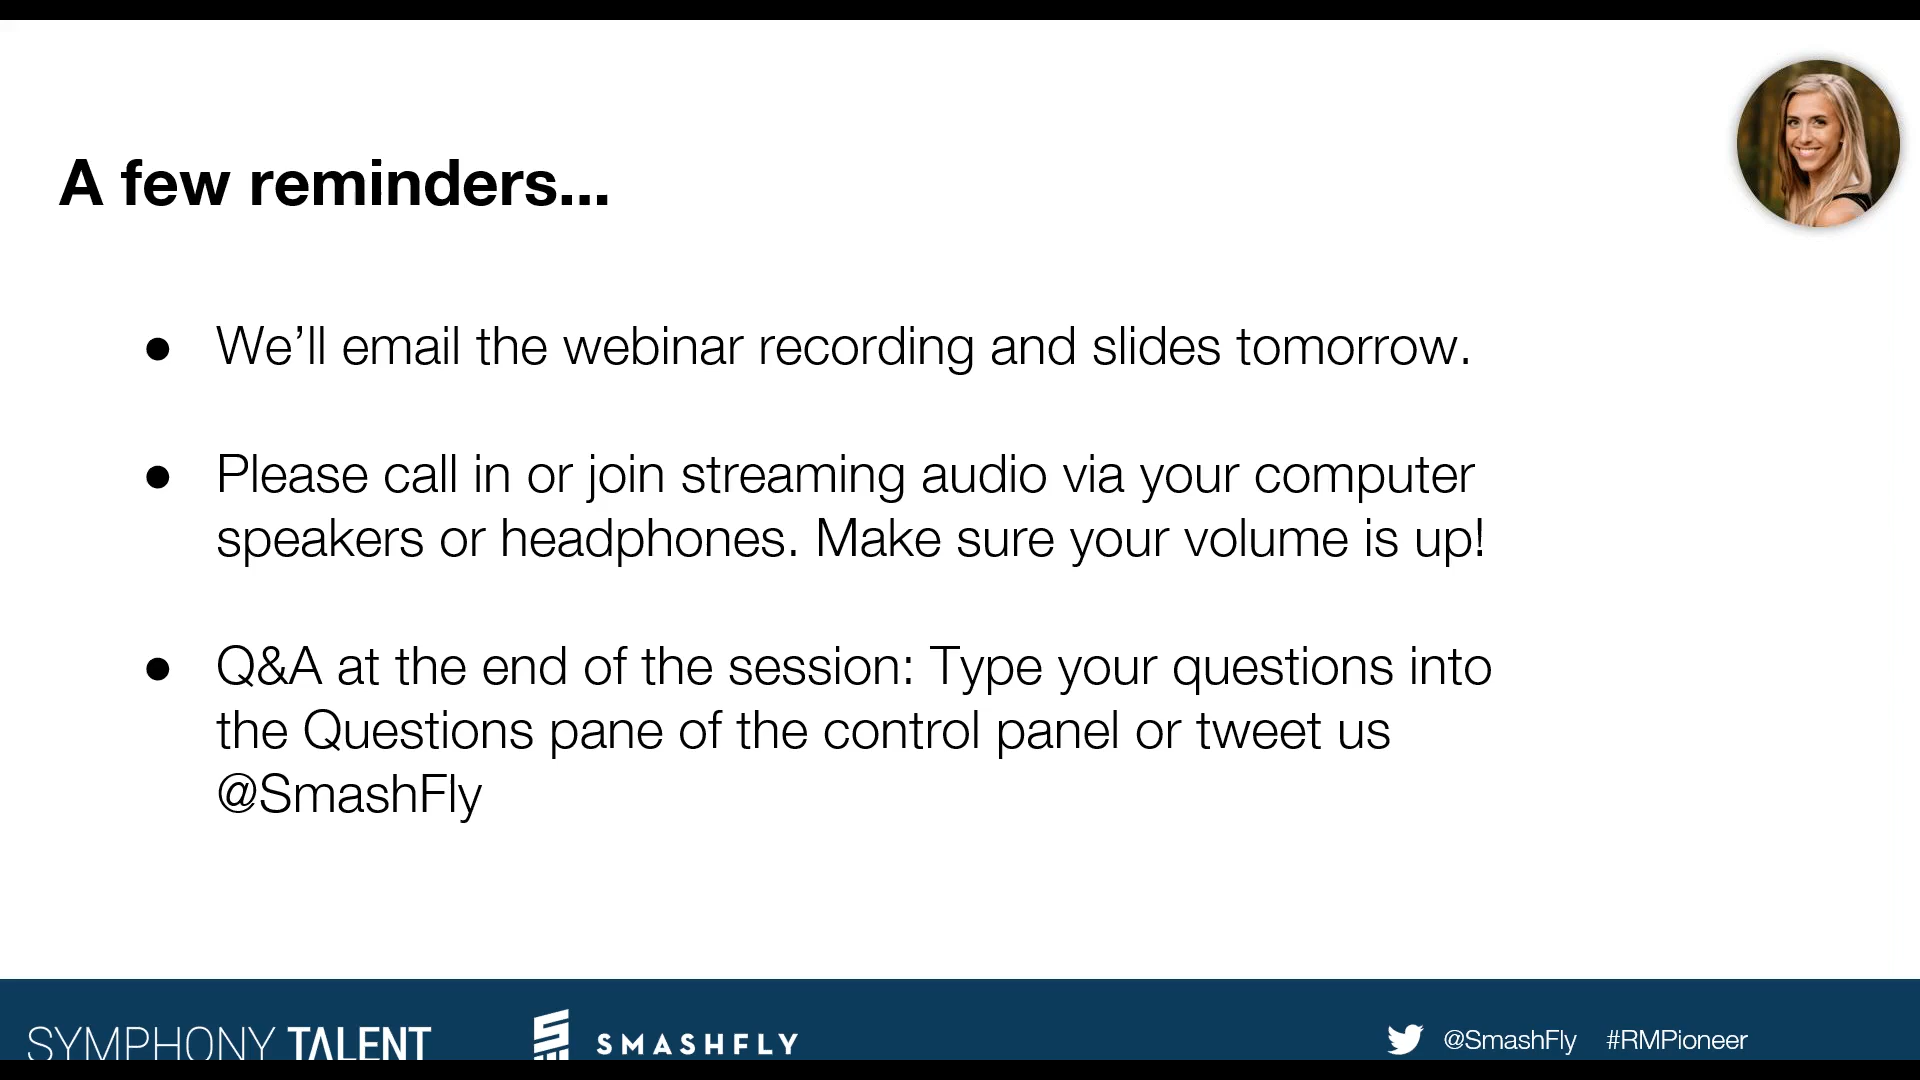 A few reminders...
● We’ll email the webinar recording and slides tomorrow.
● Please call in or join streaming audio via your computer
speakers or headphones. Make sure your volume is up!
● Q&A at the end of the session: Type your questions into
the Questions pane of the control panel or tweet us
@SmashFly
SYMPHONY TALENT
SMASHFLY
@SmashFly #RMPioneer